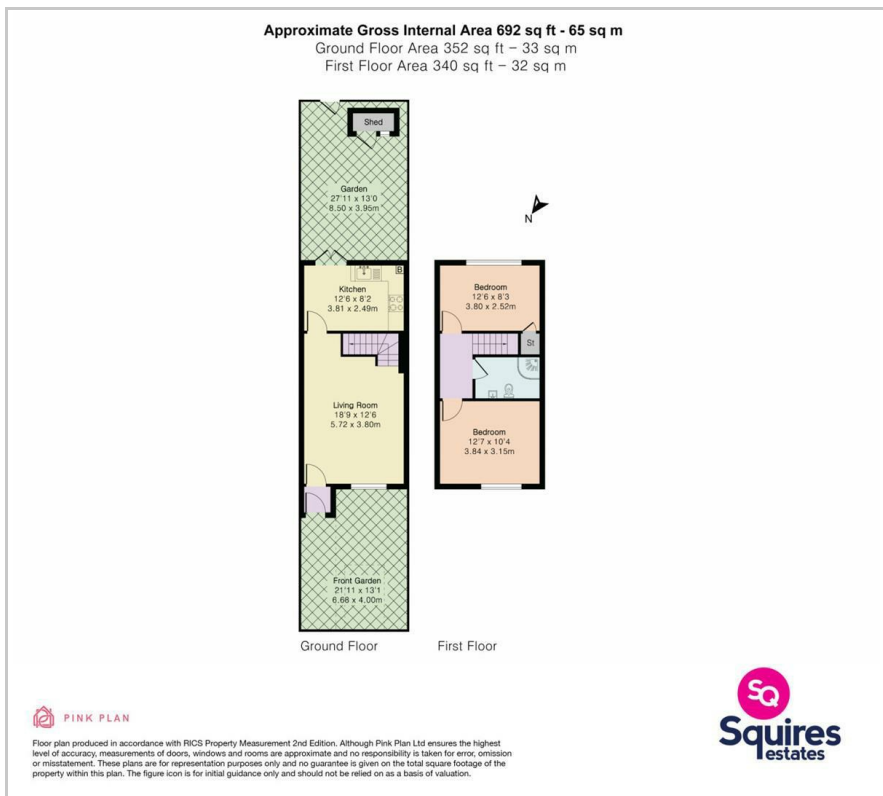 Approximate Gross Internal Area 692 sq ft - 65 sq m
Ground Floor Area 352 sq ft – 33 sq m
First Floor Area 340 sq ft – 32 sq m
Shed
Garden
27'11 x 13'0
8.50 x 3.95m
N
B
Kitchen
12'6 x 8'2
3.81 x 2.49m
Bedroom
12'6 x 8'3
3.80 x 2.52m
St
Living Room
18'9 x 12'6
5.72 x 3.80m
Bedroom
12'7 x 10'4
3.84 x 3.15m
Front Garden
21'11 x 13'1
6.68 x 4.00m
Ground Floor
First Floor
PINK PLAN
SQ
Squires
estates
Floor plan produced in accordance with RICS Property Measurement 2nd Edition. Although Pink Plan Ltd ensures the highest
level of accuracy, measurements of doors, windows and rooms are approximate and no responsibility is taken for error, omission
or misstatement. These plans are for representation purposes only and no guarantee is given on the total square footage of the
property within this plan. The figure icon is for initial guidance only and should not be relied on as a basis of valuation.